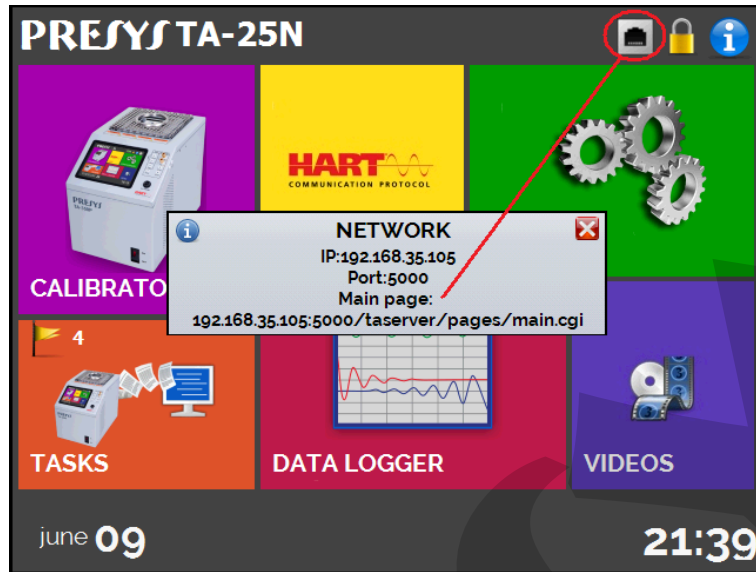 PRESYS TA-25N
HART
COMMUNICATION PROTOCOL
PRESYS
NETWORK
IP:192.168.35.105
Port:5000
Main page:
192.168.35.105:5000/taserver/pages/main.cgi
CALIBRATO
4
TASKS
DATA LOGGER
VIDEOS
june 09
21:39